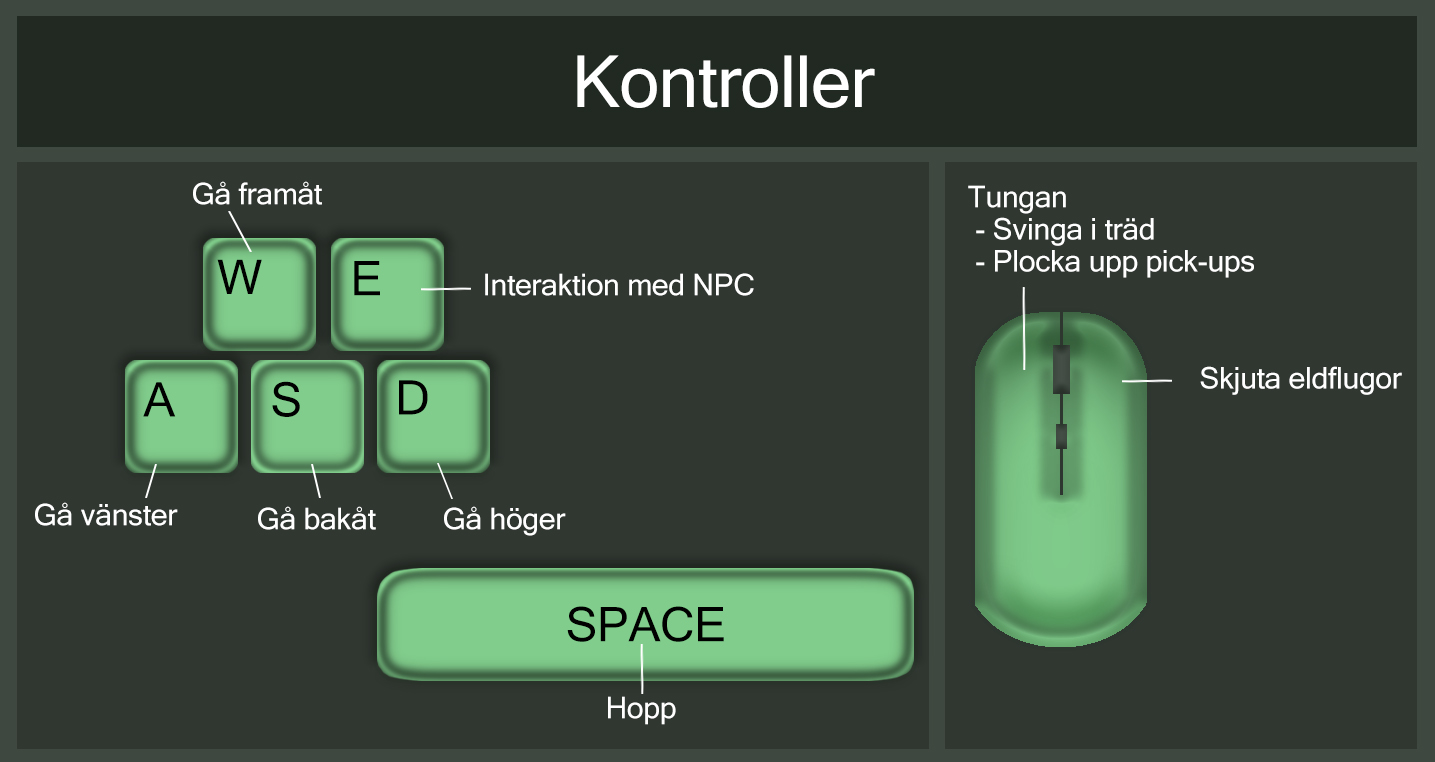 Kontroller
Gå framåt
W
E
Interaktion med NPC
A
S
D
Gå vänster
Gå bakåt
Gå höger
SPACE
Hopp
Tungan
- Svinga i träd
- Plocka upp pick-ups
Skjuta eldflugor